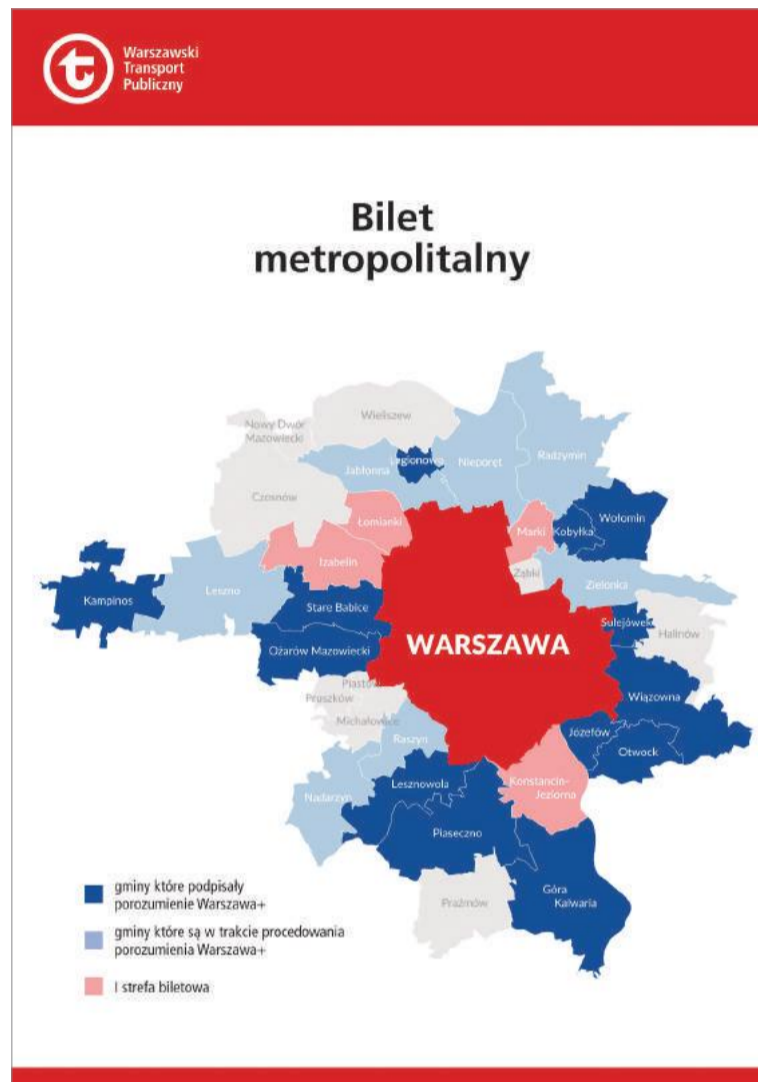 Warszawski
Transport
Publiczny
Bilet
metropolitalny
Wieliszew
Nowy Dwór
Mazowiecki
Legionowo
Nieporęt
Radzymin
Jabłonna
Czosnów
Łomianki
Marki
Kobyłka
Wołomin
Izabelin
Ząbki
Zielonka
Leszno
Kampinos
Stare Babice
Sulejówek
Halinów
WARSZAWA
Ożarów Mazowiecki
Piastów
Pruszków
Wiązowna
Michałowice
Józefów
Raszyn
Otwock
Konstancin-
Jeziorna
Lesznowola
Nadarzyn
Piaseczno
Góra
Kalwaria
Prażmów
gminy które podpisały
porozumienie Warszawa+
gminy które są w trakcie procedowania
porozumienia Warszawa+
I strefa biletowa